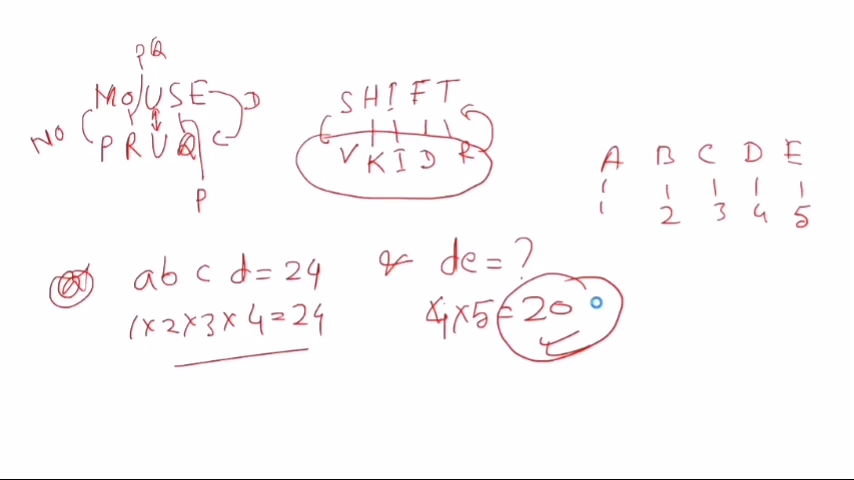 PQ
MOUSE D
NO PRUQ C
P
SHIFT
VKIDR
A B C D E
1 2 3 4 5
abcd=24 & de=?
1×2×3×4=24 4×5=20